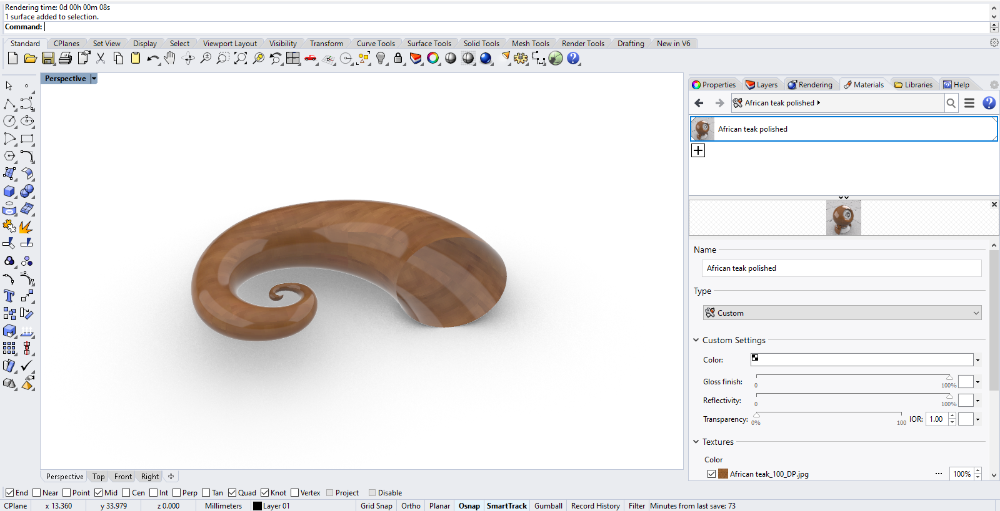 Rendering time: 0d 00h 00m 08s
1 surface added to selection.
Command:
Standard CPlanes Set View Display Select Viewport Layout Visibility Transform Curve Tools Surface Tools Solid Tools Mesh Tools Render Tools Drafting New in V6
Perspective
Properties Layers Rendering Materials Libraries Help
African teak polished
African teak polished
Name
African teak polished
Type
Custom
Custom Settings
Color:
Gloss finish: 0 100%
Reflectivity: 0 100%
Transparency: 0% 100 IOR: 1.00
Textures
Color
African teak_100_DP.jpg ... 100%
Perspective Top Front Right
End Near Point Mid Cen Int Perp Tan Quad Knot Vertex Project Disable
CPlane x 13.360 y 33.979 z 0.000 Millimeters Layer 01 Grid Snap Ortho Planar Osnap SmartTrack Gumball Record History Filter Minutes from last save: 73